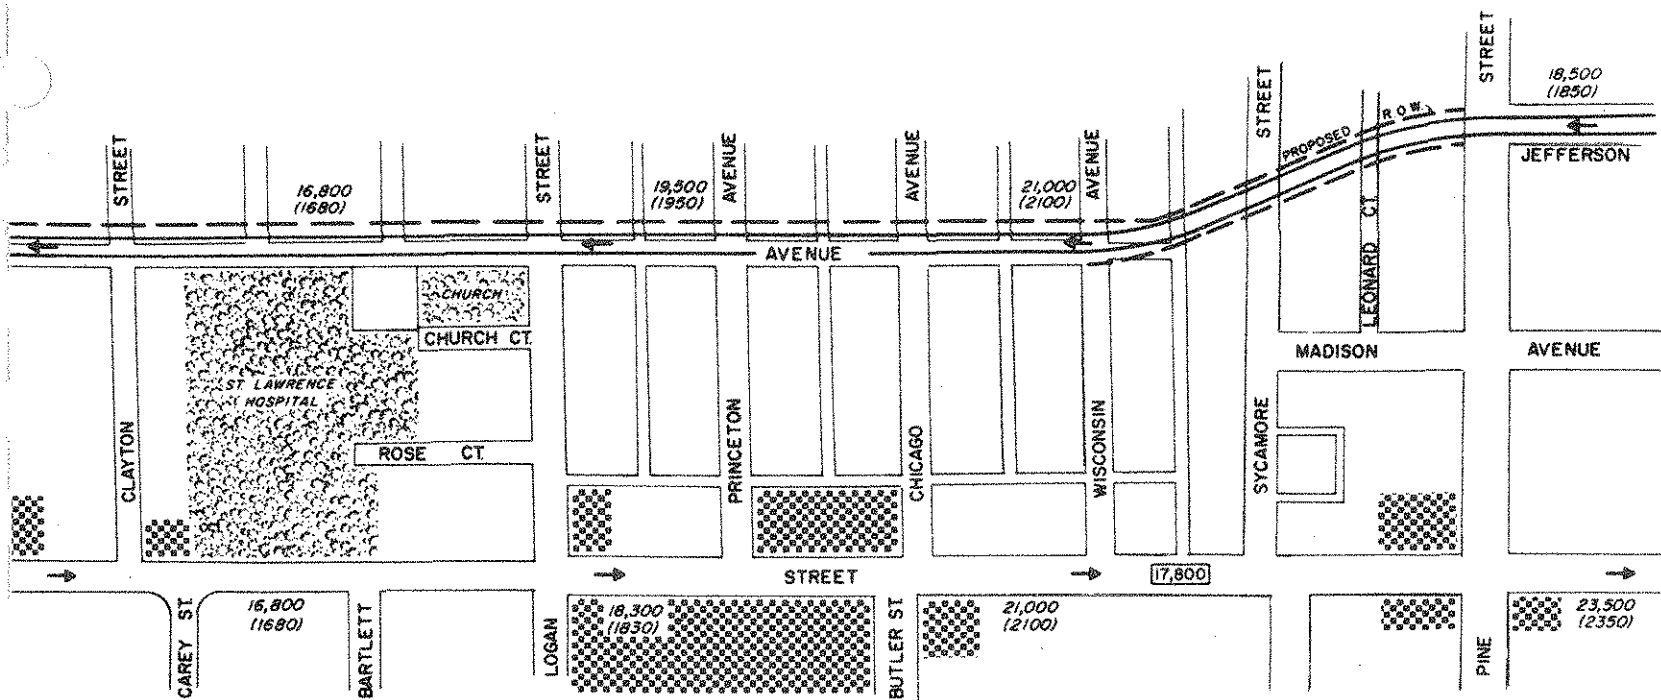 STREET
STREET
AVENUE
AVENUE
AVENUE
STREET
STREET
18,500
(1850)
16,800
(1680)
19,500
(1950)
21,000
(2100)
PROPOSED R.O.W.
JEFFERSON
AVENUE
LEONARD CT.
CHURCH
CHURCH CT.
MADISON AVENUE
ST. LAWRENCE
HOSPITAL
ROSE CT.
CLAYTON
PRINCETON
CHICAGO
WISCONSIN
SYCAMORE
STREET
17,800
CAREY ST.
16,800
(1680)
BARTLETT
LOGAN
18,300
(1830)
BUTLER ST.
21,000
(2100)
PINE
23,500
(2350)